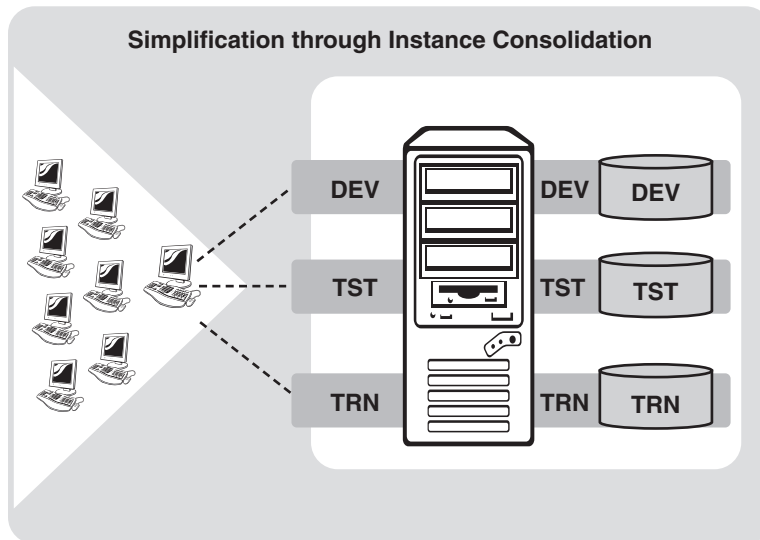 Simplification through Instance Consolidation
DEV DEV DEV
TST TST TST
TRN TRN TRN